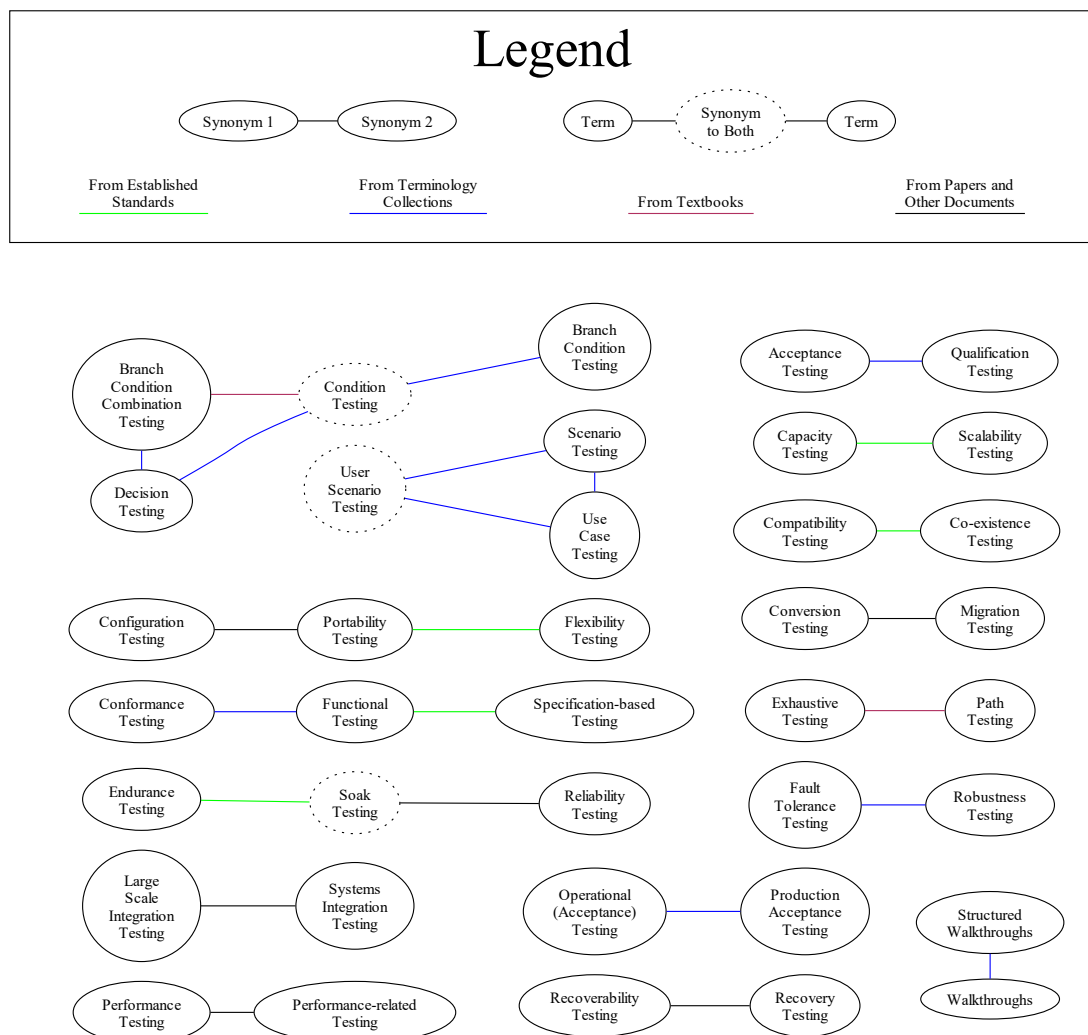 Legend
Synonym 1
Synonym 2
Term
Synonym
to Both
Term
From Established
Standards
From Terminology
Collections
From Textbooks
From Papers and
Other Documents
Branch
Condition
Combination
Testing
Condition
Testing
Branch
Condition
Testing
Decision
Testing
User
Scenario
Testing
Scenario
Testing
Use
Case
Testing
Acceptance
Testing
Qualification
Testing
Capacity
Testing
Scalability
Testing
Compatibility
Testing
Co-existence
Testing
Configuration
Testing
Portability
Testing
Flexibility
Testing
Conversion
Testing
Migration
Testing
Conformance
Testing
Functional
Testing
Specification-based
Testing
Exhaustive
Testing
Path
Testing
Endurance
Testing
Soak
Testing
Reliability
Testing
Fault
Tolerance
Testing
Robustness
Testing
Large
Scale
Integration
Testing
Systems
Integration
Testing
Operational
(Acceptance)
Testing
Production
Acceptance
Testing
Structured
Walkthroughs
Walkthroughs
Performance
Testing
Performance-related
Testing
Recoverability
Testing
Recovery
Testing